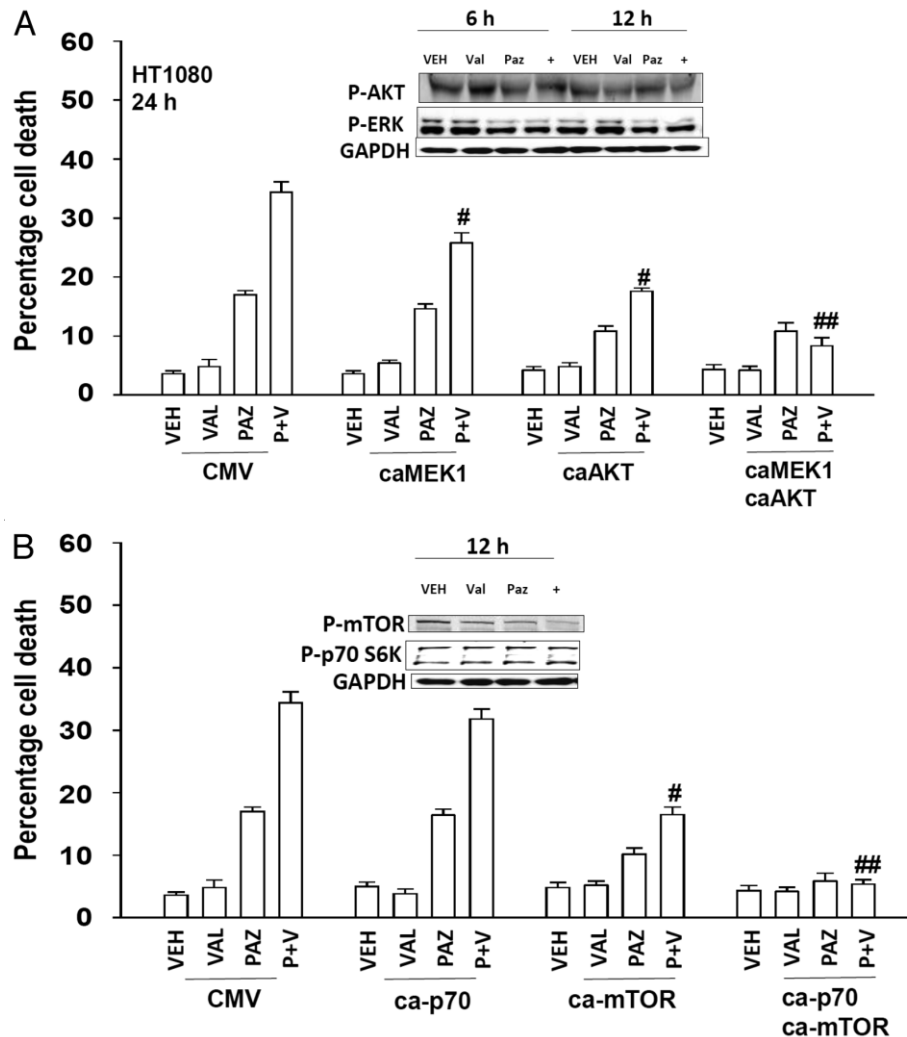 A
60
50
40
30
20
10
0
Percentage cell death
HT1080
24 h
6 h 12 h
VEH Val Paz + VEH Val Paz +
P-AKT
P-ERK
GAPDH
# # ##
VEH VAL PAZ P+V VEH VAL PAZ P+V VEH VAL PAZ P+V VEH VAL PAZ P+V
CMV caMEK1 caAKT caMEK1
caAKT
B
60
50
40
30
20
10
0
Percentage cell death
12 h
VEH Val Paz +
P-mTOR
P-p70 S6K
GAPDH
# ##
VEH VAL PAZ P+V VEH VAL PAZ P+V VEH VAL PAZ P+V VEH VAL PAZ P+V
CMV ca-p70 ca-mTOR ca-p70
ca-mTOR